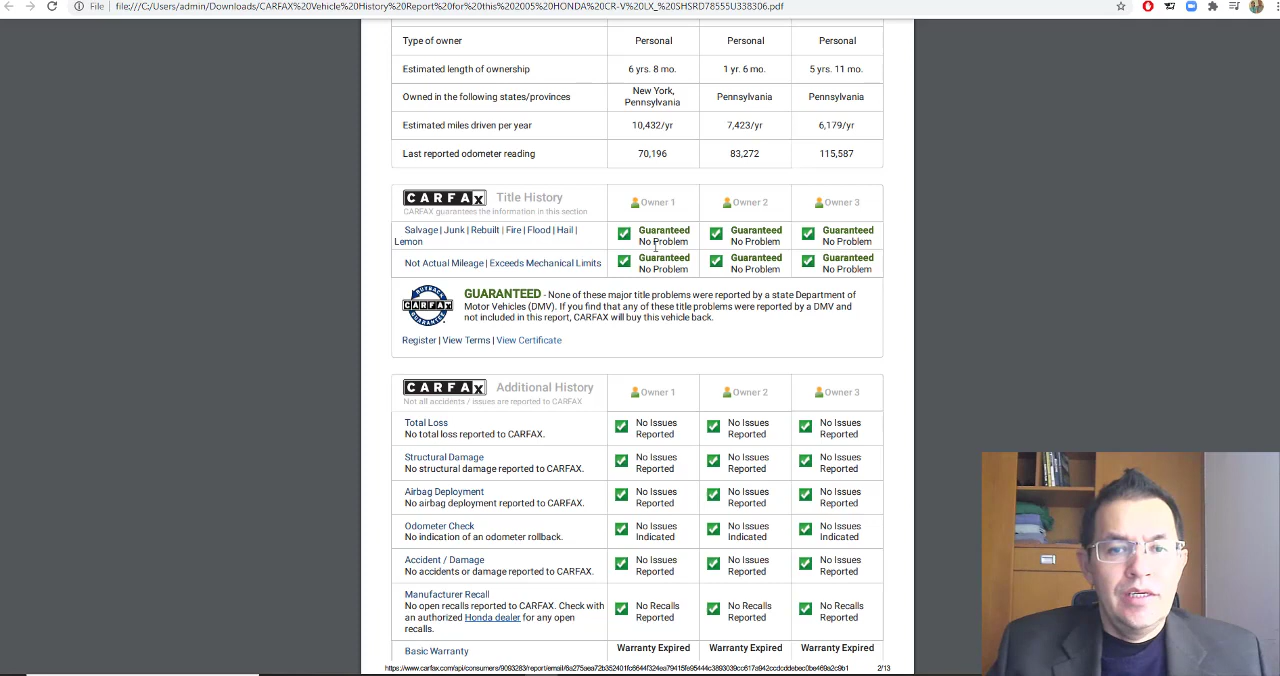 File | file:///C:/Users/admin/Downloads/CARFAX%20Vehicle%20History%20Report%20for%20this%202005%20HONDA%20CR-V%20LX_%20SHSRD78555U338306.pdf
Type of owner Personal Personal Personal
Estimated length of ownership 6 yrs. 8 mo. 1 yr. 6 mo. 5 yrs. 11 mo.
Owned in the following states/provinces New York, Pennsylvania Pennsylvania Pennsylvania
Estimated miles driven per year 10,432/yr 7,423/yr 6,179/yr
Last reported odometer reading 70,196 83,272 115,587
CARFAX Title History Owner 1 Owner 2 Owner 3
CARFAX guarantees the information in this section
Salvage | Junk | Rebuilt | Fire | Flood | Hail | Guaranteed Guaranteed Guaranteed
Lemon No Problem No Problem No Problem
Not Actual Mileage | Exceeds Mechanical Limits Guaranteed Guaranteed Guaranteed
No Problem No Problem No Problem
GUARANTEED - None of these major title problems were reported by a state Department of
Motor Vehicles (DMV). If you find that any of these title problems were reported by a DMV and
not included in this report, CARFAX will buy this vehicle back.
CARFAX
Register | View Terms | View Certificate
CARFAX Additional History Owner 1 Owner 2 Owner 3
Not all accidents / issues are reported to CARFAX
Total Loss No Issues No Issues No Issues
No total loss reported to CARFAX. Reported Reported Reported
Structural Damage No Issues No Issues No Issues
No structural damage reported to CARFAX. Reported Reported Reported
Airbag Deployment No Issues No Issues No Issues
No airbag deployment reported to CARFAX. Reported Reported Reported
Odometer Check No Issues No Issues No Issues
No indication of an odometer rollback. Indicated Indicated Indicated
Accident / Damage No Issues No Issues No Issues
No accidents or damage reported to CARFAX. Reported Reported Reported
Manufacturer Recall
No open recalls reported to CARFAX. Check with No Recalls No Recalls No Recalls
an authorized Honda dealer for any open Reported Reported Reported
recalls.
Basic Warranty Warranty Expired Warranty Expired Warranty Expired
2/13